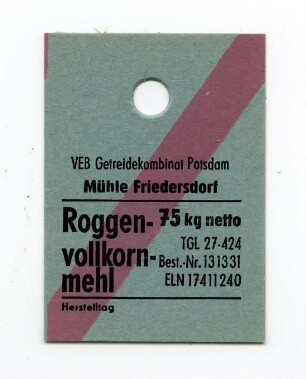 VEB Getreidekombinat Potsdam
Mühle Friedersdorf
Roggen- 75 kg netto
vollkorn- TGL 27-424
mehl Best.-Nr. 131331
ELN 17411240
Herstelltag